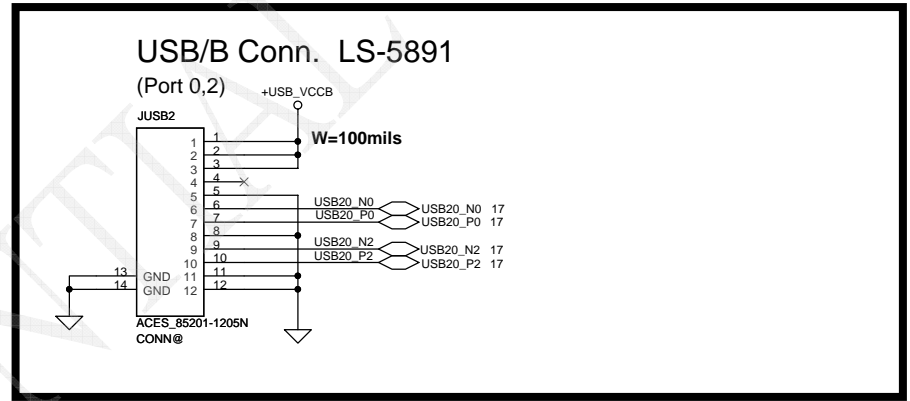 USB/B Conn. LS-5891
(Port 0,2)
+USB_VCCB
JUSB2
W=100mils
1 1
2 2
3 3
4 4
5 5
6 6 USB20_N0 USB20_N0 17
7 7 USB20_P0 USB20_P0 17
8 8
9 9 USB20_N2 USB20_N2 17
10 10 USB20_P2 USB20_P2 17
13 GND 11 11
14 GND 12 12
ACES_85201-1205N
CONN@